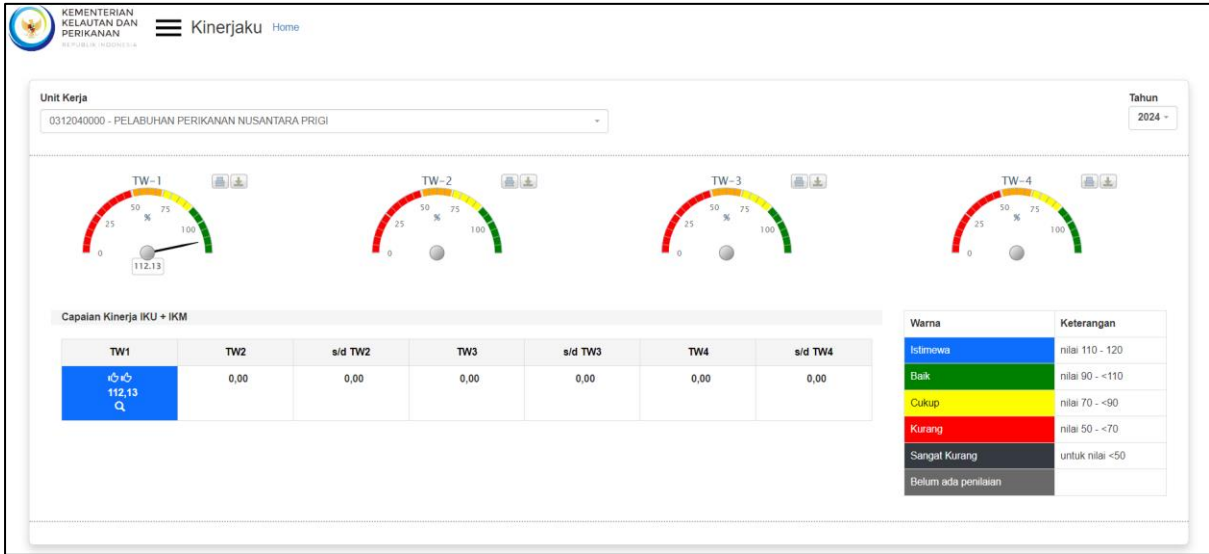 KEMENTERIAN
KELAUTAN DAN
PERIKANAN
REPUBLIK INDONESIA
Kinerjaku Home
Unit Kerja
Tahun
0312040000 - PELABUHAN PERIKANAN NUSANTARA PRIGI
2024
TW-1
TW-2
TW-3
TW-4
0 25 50 75 100 %
112.13
0 25 50 75 100 %
0 25 50 75 100 %
0 25 50 75 100 %
Capaian Kinerja IKU + IKM
TW1 TW2 s/d TW2 TW3 s/d TW3 TW4 s/d TW4
112,13 0,00 0,00 0,00 0,00 0,00 0,00
Warna Keterangan
Istimewa nilai 110 - 120
Baik nilai 90 - <110
Cukup nilai 70 - <90
Kurang nilai 50 - <70
Sangat Kurang untuk nilai <50
Belum ada penilaian